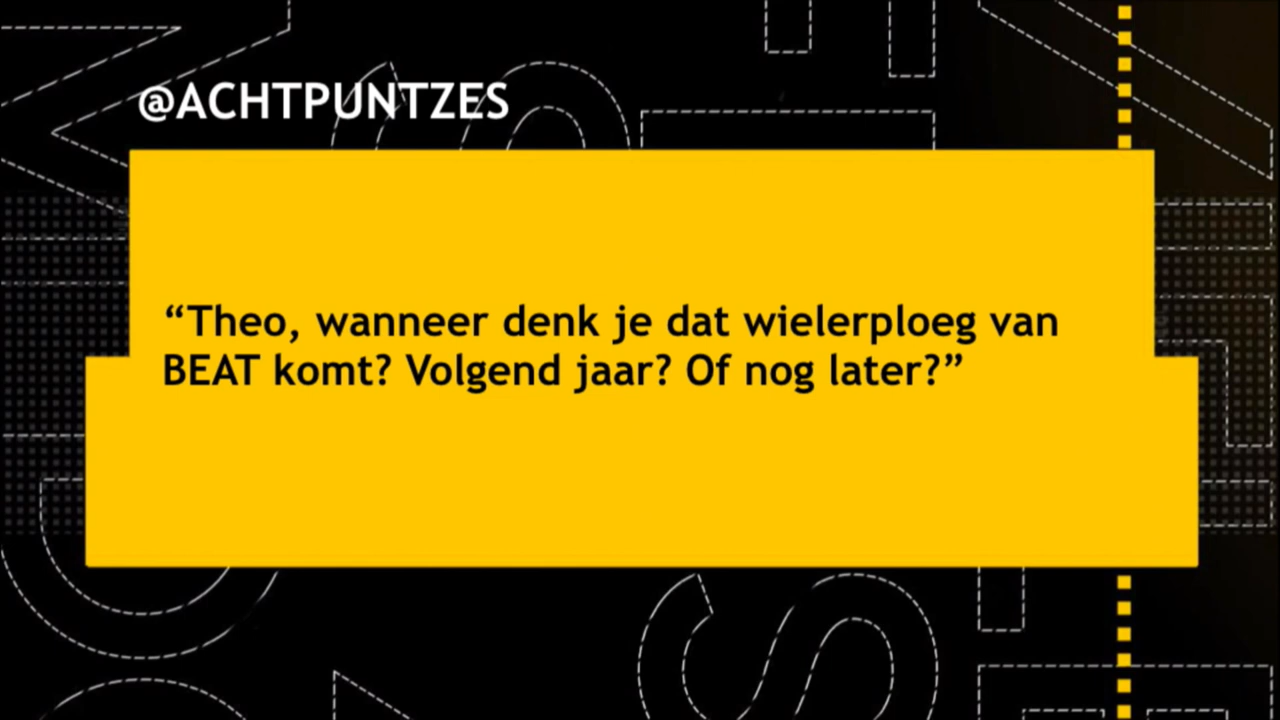 @ACHTPUNTZES
“Theo, wanneer denk je dat wielerploeg van
BEAT komt? Volgend jaar? Of nog later?”